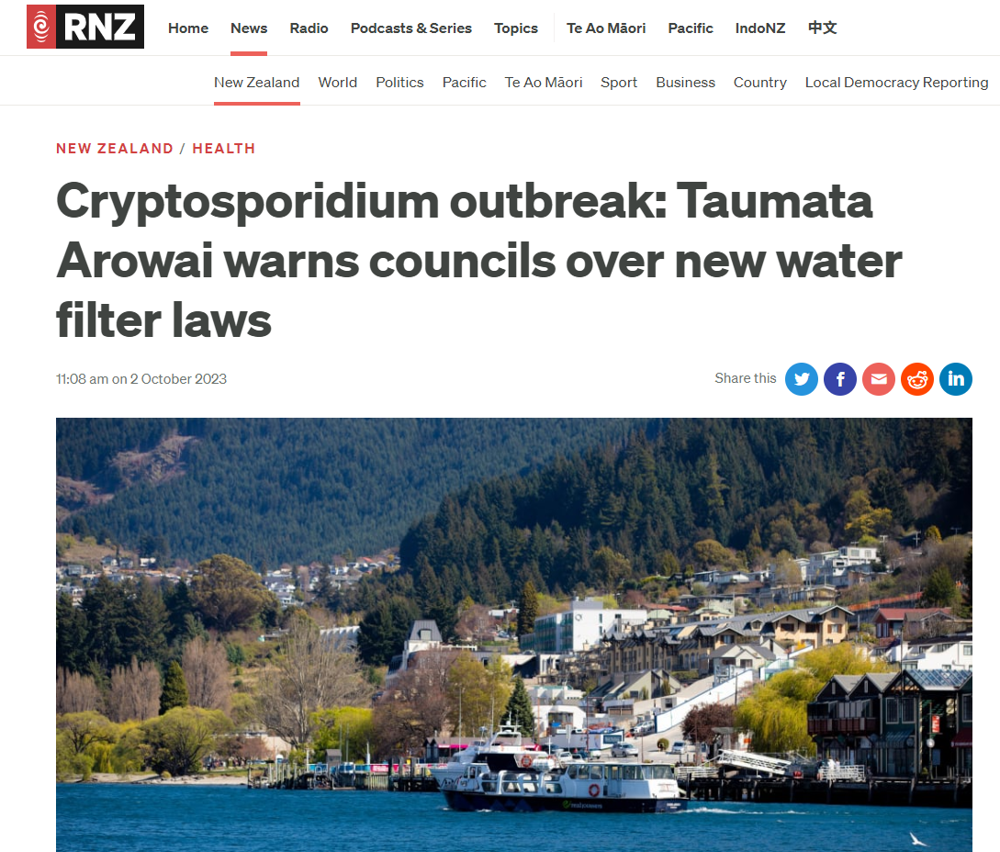 RNZ Home News Radio Podcasts & Series Topics Te Ao Māori Pacific IndoNZ 中文
New Zealand World Politics Pacific Te Ao Māori Sport Business Country Local Democracy Reporting
NEW ZEALAND / HEALTH
Cryptosporidium outbreak: Taumata
Arowai warns councils over new water
filter laws
11:08 am on 2 October 2023
Share this f in